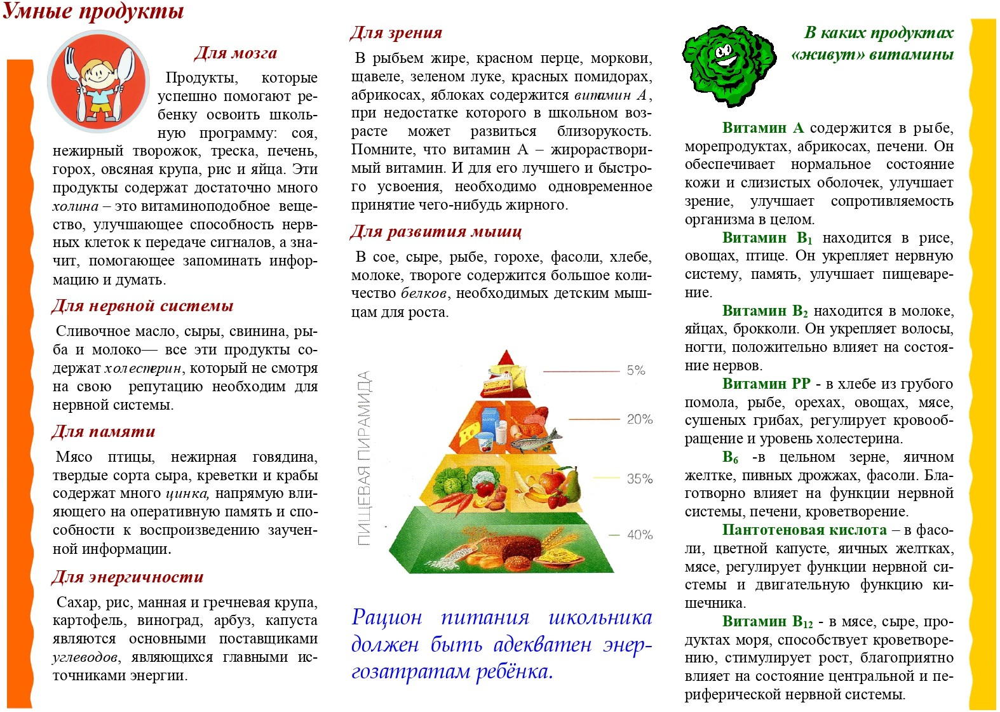 Умные продукты
Для мозга
Продукты, которые
успешно помогают ре-
бенку освоить школь-
ную программу: соя,
нежирный творожок, треска, печень,
горох, овсяная крупа, рис и яйца. Эти
продукты содержат достаточно много
холина – это витаминоподобное веще-
ство, улучшающее способность нерв-
ных клеток к передаче сигналов, а зна-
чит, помогающее запоминать инфор-
мацию и думать.
Для нервной системы
Сливочное масло, сыры, свинина, ры-
ба и молоко— все эти продукты со-
держат холестерин, который не смотря
на свою репутацию необходим для
нервной системы.
Для памяти
Мясо птицы, нежирная говядина,
твердые сорта сыра, креветки и крабы
содержат много цинка, напрямую вли-
яющего на оперативную память и спо-
собности к воспроизведению заучен-
ной информации.
Для энергичности
Сахар, рис, манная и гречневая крупа,
картофель, виноград, арбуз, капуста
являются основными поставщиками
углеводов, являющихся главными ис-
точниками энергии.
Для зрения
В рыбьем жире, красном перце, моркови,
щавеле, зеленом луке, красных помидорах,
абрикосах, яблоках содержится витамин А,
при недостатке которого в школьном воз-
расте может развиться близорукость.
Помните, что витамин А – жирораствори-
мый витамин. И для его лучшего и быстро-
го усвоения, необходимо одновременное
принятие чего-нибудь жирного.
Для развития мышц
В сое, сыре, рыбе, горохе, фасоли, хлебе,
молоке, твороге содержится большое коли-
чество белков, необходимых детским мыш-
цам для роста.
ПИЩЕВАЯ ПИРАМИДА
5%
20%
35%
40%
Рацион питания школьника
должен быть адекватен энер-
гозатратам ребёнка.
В каких продуктах
«живут» витамины
Витамин А содержится в рыбе,
морепродуктах, абрикосах, печени. Он
обеспечивает нормальное состояние
кожи и слизистых оболочек, улучшает
зрение, улучшает сопротивляемость
организма в целом.
Витамин В1 находится в рисе,
овощах, птице. Он укрепляет нервную
систему, память, улучшает пищеваре-
ние.
Витамин В2 находится в молоке,
яйцах, брокколи. Он укрепляет волосы,
ногти, положительно влияет на состоя-
ние нервов.
Витамин РР - в хлебе из грубого
помола, рыбе, орехах, овощах, мясе,
сушеных грибах, регулирует кровооб-
ращение и уровень холестерина.
В6 -в цельном зерне, яичном
желтке, пивных дрожжах, фасоли. Бла-
готворно влияет на функции нервной
системы, печени, кроветворение.
Пантотеновая кислота – в фасо-
ли, цветной капусте, яичных желтках,
мясе, регулирует функции нервной си-
стемы и двигательную функцию ки-
шечника.
Витамин В12 - в мясе, сыре, про-
дуктах моря, способствует кроветворе-
нию, стимулирует рост, благоприятно
влияет на состояние центральной и пе-
риферической нервной системы.